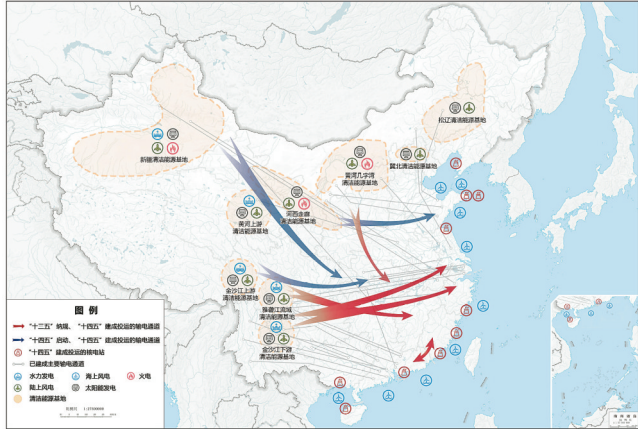 松辽清洁能源基地
新疆清洁能源基地
冀北清洁能源基地
黄河几字湾
清洁能源基地
河西走廊
清洁能源基地
黄河上游
清洁能源基地
金沙江上游
清洁能源基地
雅砻江流域
清洁能源基地
金沙江下游
清洁能源基地
图 例
“十三五”纳规、“十四五”建成投运的输电通道
“十四五”启动、“十四五”建成投运的输电通道
“十四五”建成投运的核电站
已建成主要输电通道
水力发电 海上风电 火电
陆上风电 太阳能发电
清洁能源基地